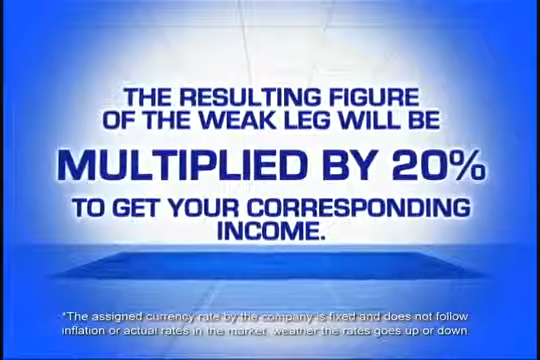 THE RESULTING FIGURE
OF THE WEAK LEG WILL BE
MULTIPLIED BY 20%
TO GET YOUR CORRESPONDING
INCOME.
*The assigned currency rate by the company is fixed and does not follow
inflation or actual rates in the market, weather the rates goes up or down.